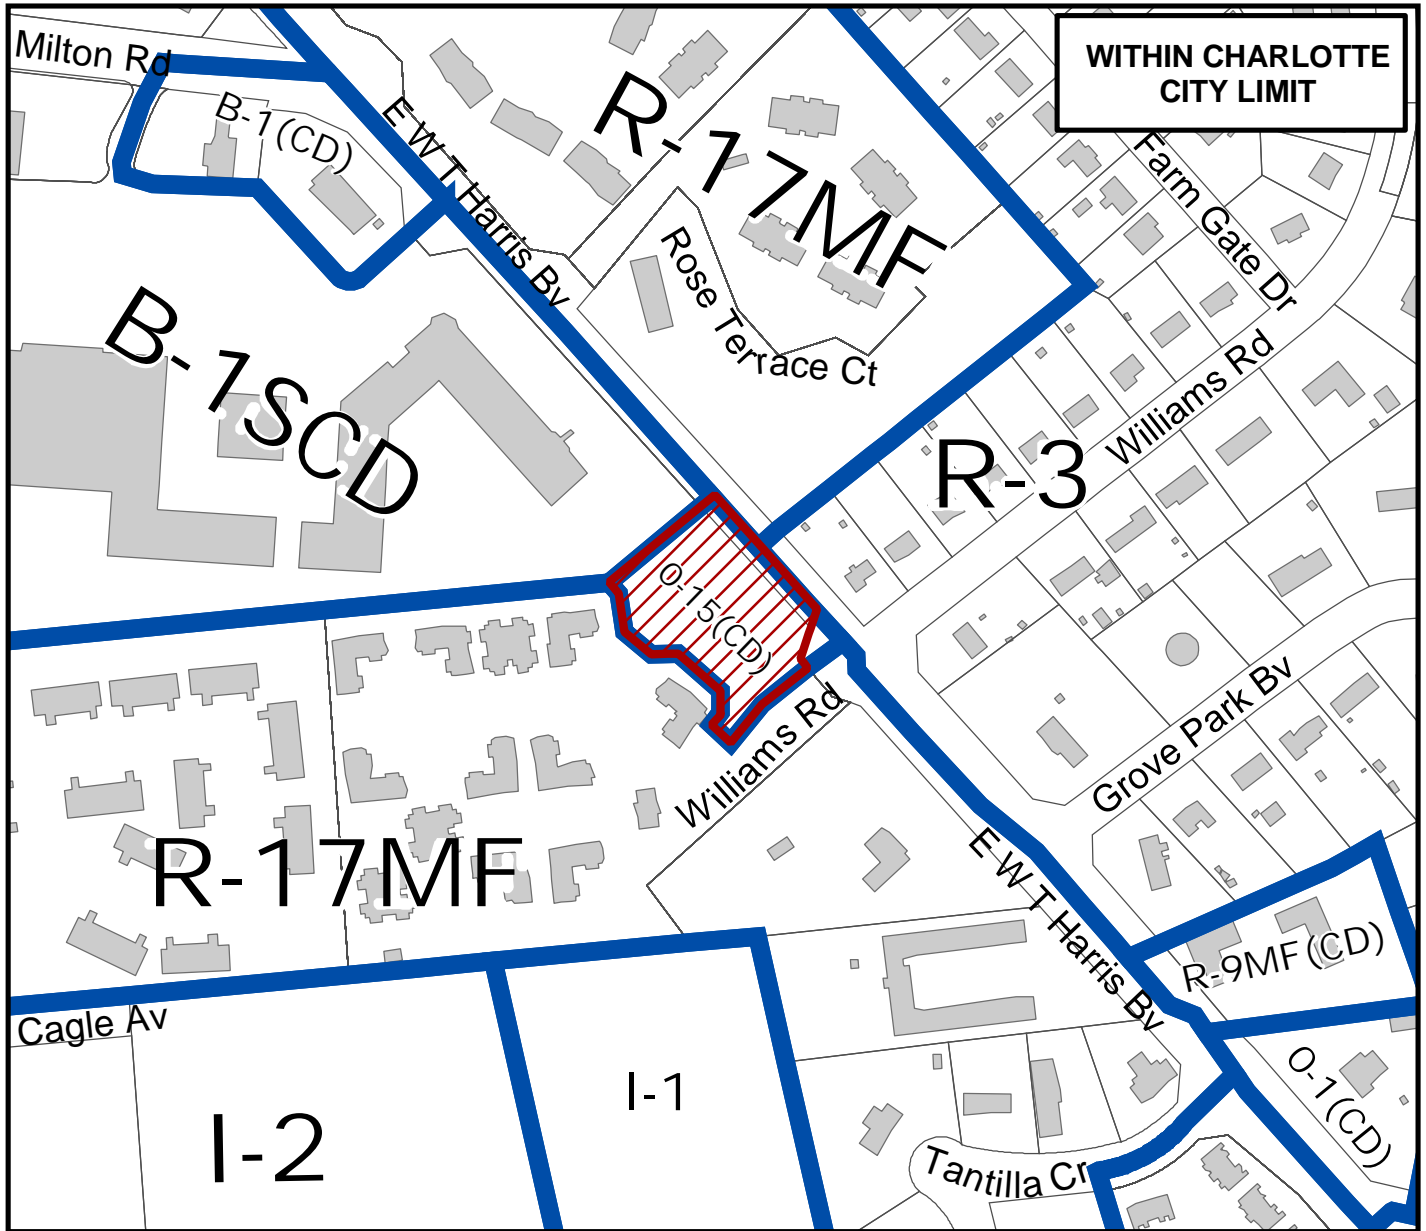 WITHIN CHARLOTTE
CITY LIMIT
Milton Rd
B-1(CD)
E W T Harris Bv
R-17MF
Farm Gate Dr
Rose Terrace Ct
B-1SCD
Williams Rd
R-3
O-15(CD)
Williams Rd
Grove Park Bv
R-17MF
E W T Harris Bv
R-9MF(CD)
Cagle Av
I-1
I-2
O-1(CD)
Tantilla Cr